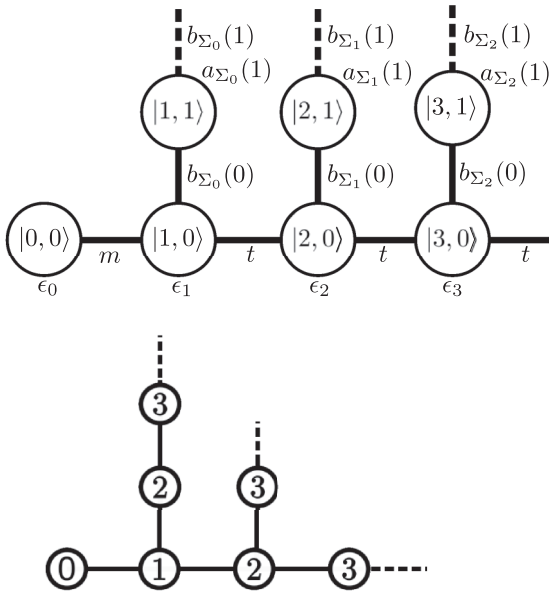 b_{Σ_0}(1) b_{Σ_1}(1) b_{Σ_2}(1)
a_{Σ_0}(1) a_{Σ_1}(1) a_{Σ_2}(1)
|1, 1⟩ |2, 1⟩ |3, 1⟩
b_{Σ_0}(0) b_{Σ_1}(0) b_{Σ_2}(0)
|0, 0⟩ |1, 0⟩ |2, 0⟩ |3, 0⟩
m t t t
ϵ_0 ϵ_1 ϵ_2 ϵ_3
3
2 3
0 1 2 3